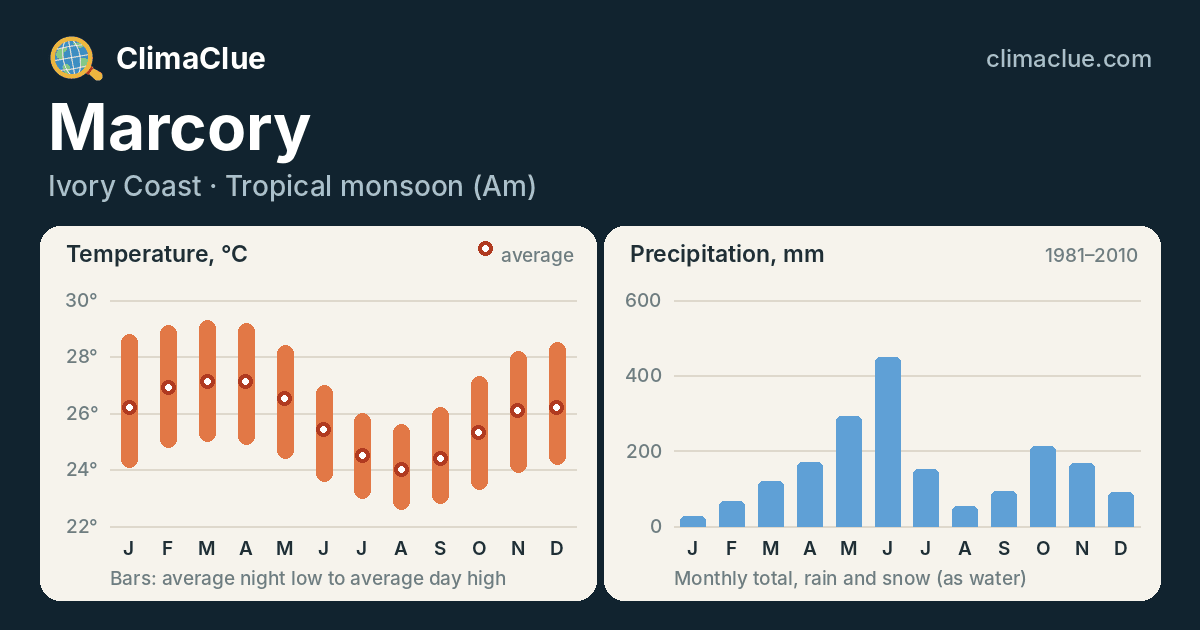 ClimaClue
climaclue.com
Marcory
Ivory Coast · Tropical monsoon (Am)
Temperature, °C
average
30°
28°
26°
24°
22°
J F M A M J J A S O N D
Bars: average night low to average day high
Precipitation, mm
1981–2010
600
400
200
0
J F M A M J J A S O N D
Monthly total, rain and snow (as water)